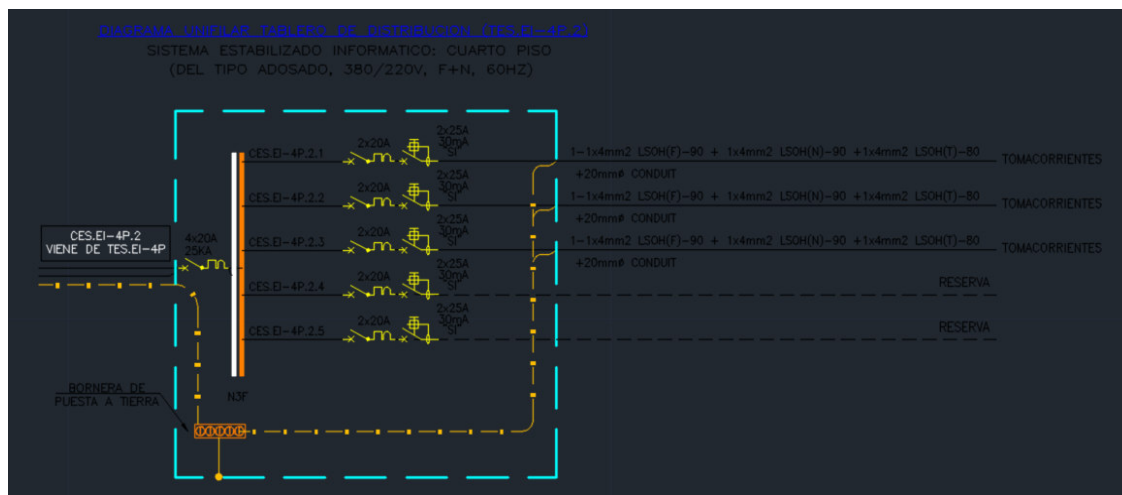 DIAGRAMA UNIFILAR TABLERO DE DISTRIBUCION (TES.EI-4P.2)
SISTEMA ESTABILIZADO INFORMATICO: CUARTO PISO
(DEL TIPO ADOSADO, 380/220V, F+N, 60HZ)
CES.EI-4P.2
VIENE DE TES.EI-4P
4x20A
25KA
CES.EI-4P.2.1
2x20A
2x25A
30mA
SI
1-1x4mm2 LSOH(F)-90 + 1x4mm2 LSOH(N)-90 +1x4mm2 LSOH(T)-80
+20mmø CONDUIT
TOMACORRIENTES
CES.EI-4P.2.2
2x20A
2x25A
30mA
SI
1-1x4mm2 LSOH(F)-90 + 1x4mm2 LSOH(N)-90 +1x4mm2 LSOH(T)-80
+20mmø CONDUIT
TOMACORRIENTES
CES.EI-4P.2.3
2x20A
2x25A
30mA
SI
1-1x4mm2 LSOH(F)-90 + 1x4mm2 LSOH(N)-90 +1x4mm2 LSOH(T)-80
+20mmø CONDUIT
TOMACORRIENTES
CES.EI-4P.2.4
2x20A
2x25A
30mA
SI
RESERVA
CES.EI-4P.2.5
2x20A
2x25A
30mA
SI
RESERVA
N3F
BORNERA DE
PUESTA A TIERRA